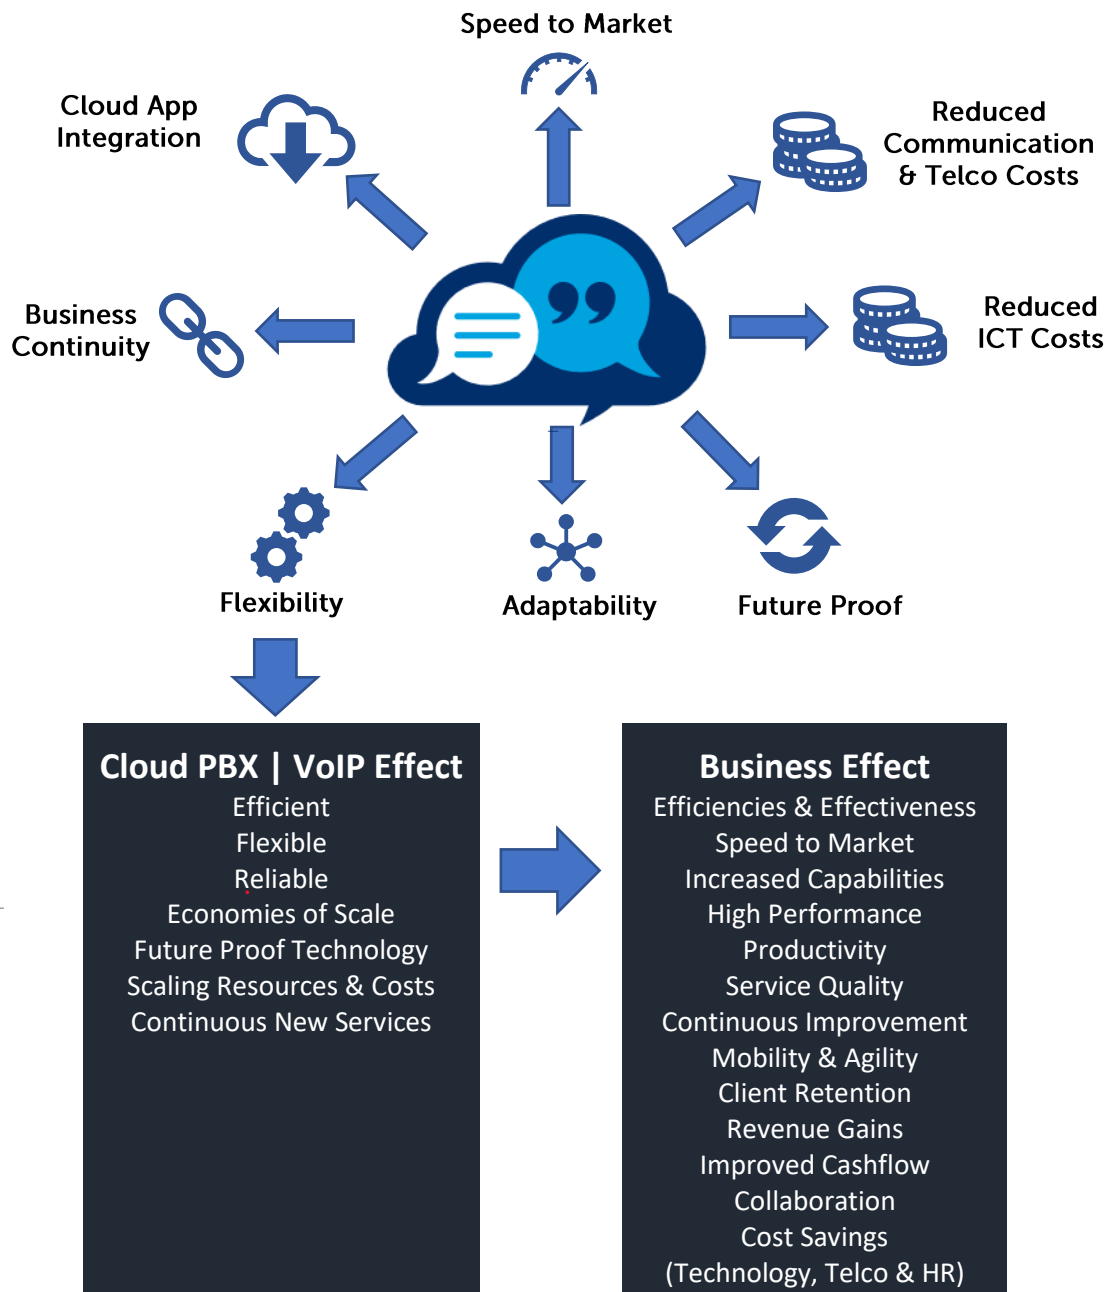 Speed to Market
Cloud App
Integration
Reduced
Communication
& Telco Costs
Business
Continuity
Reduced
ICT Costs
Flexibility
Adaptability
Future Proof
Cloud PBX | VoIP Effect
Efficient
Flexible
Reliable
Economies of Scale
Future Proof Technology
Scaling Resources & Costs
Continuous New Services
Business Effect
Efficiencies & Effectiveness
Speed to Market
Increased Capabilities
High Performance
Productivity
Service Quality
Continuous Improvement
Mobility & Agility
Client Retention
Revenue Gains
Improved Cashflow
Collaboration
Cost Savings
(Technology, Telco & HR)